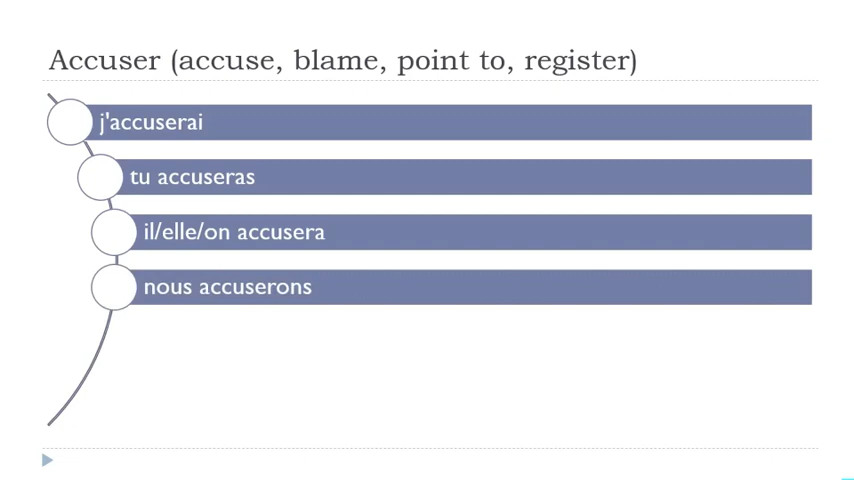 Accuser (accuse, blame, point to, register)
j'accuserai
tu accuseras
il/elle/on accusera
nous accuserons